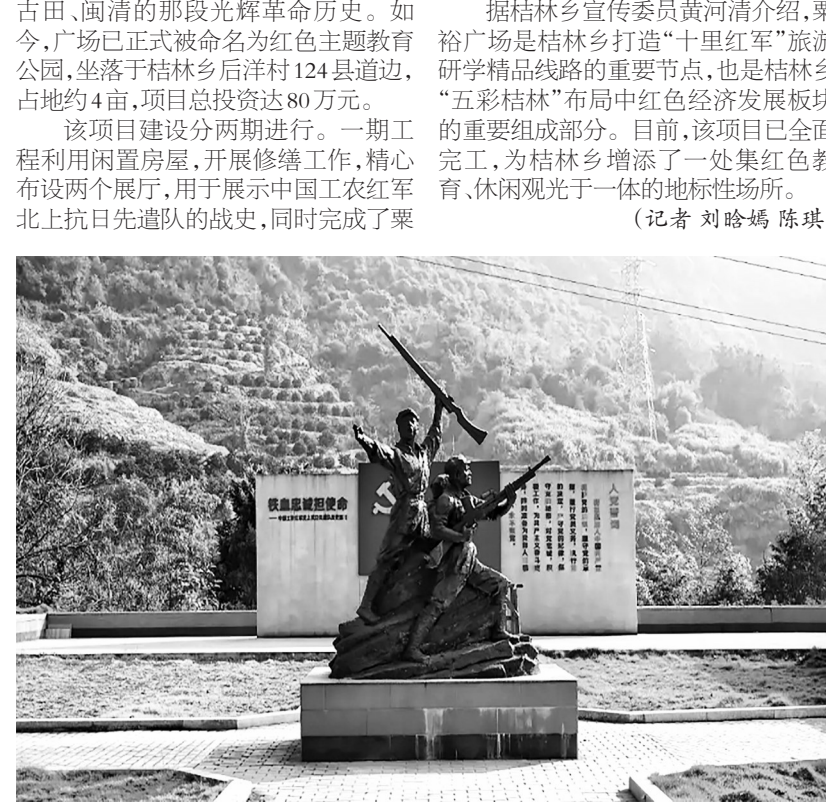 古田、闽清的那段光辉革命历史。如
今,广场已正式被命名为红色主题教育
公园,坐落于桔林乡后洋村124县道边,
占地约4亩,项目总投资达80万元。
该项目建设分两期进行。一期工
程利用闲置房屋,开展修缮工作,精心
布设两个展厅,用于展示中国工农红军
北上抗日先遣队的战史,同时完成了粟
据桔林乡宣传委员黄河清介绍,粟
裕广场是桔林乡打造“十里红军”旅游
研学精品线路的重要节点,也是桔林乡
“五彩桔林”布局中红色经济发展板块
的重要组成部分。目前,该项目已全面
完工,为桔林乡增添了一处集红色教
育、休闲观光于一体的地标性场所。
(记者 刘晗嫣 陈琪
铁血忠诚担使命
入党誓词